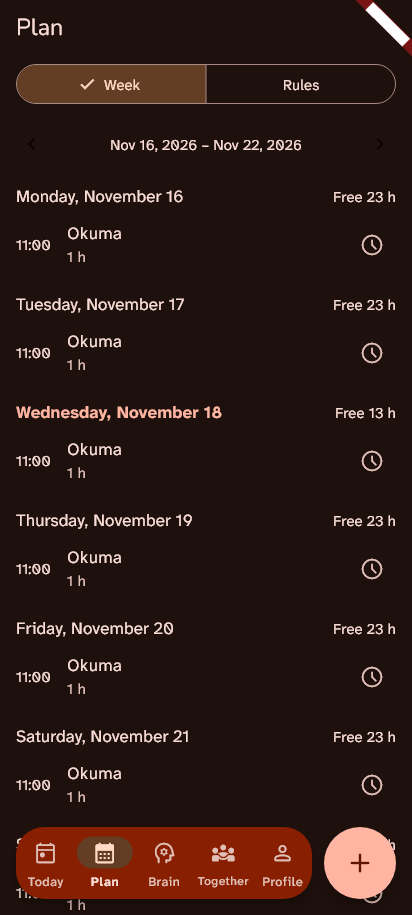 Plan
Week
Rules
Nov 16, 2026 – Nov 22, 2026
Monday, November 16
Free 23 h
11:00
Okuma
1 h
Tuesday, November 17
Free 23 h
11:00
Okuma
1 h
Wednesday, November 18
Free 13 h
11:00
Okuma
1 h
Thursday, November 19
Free 23 h
11:00
Okuma
1 h
Friday, November 20
Free 23 h
11:00
Okuma
1 h
Saturday, November 21
Free 23 h
11:00
Okuma
1 h
h
Today
Plan
Brain
Together
Profile
1 h